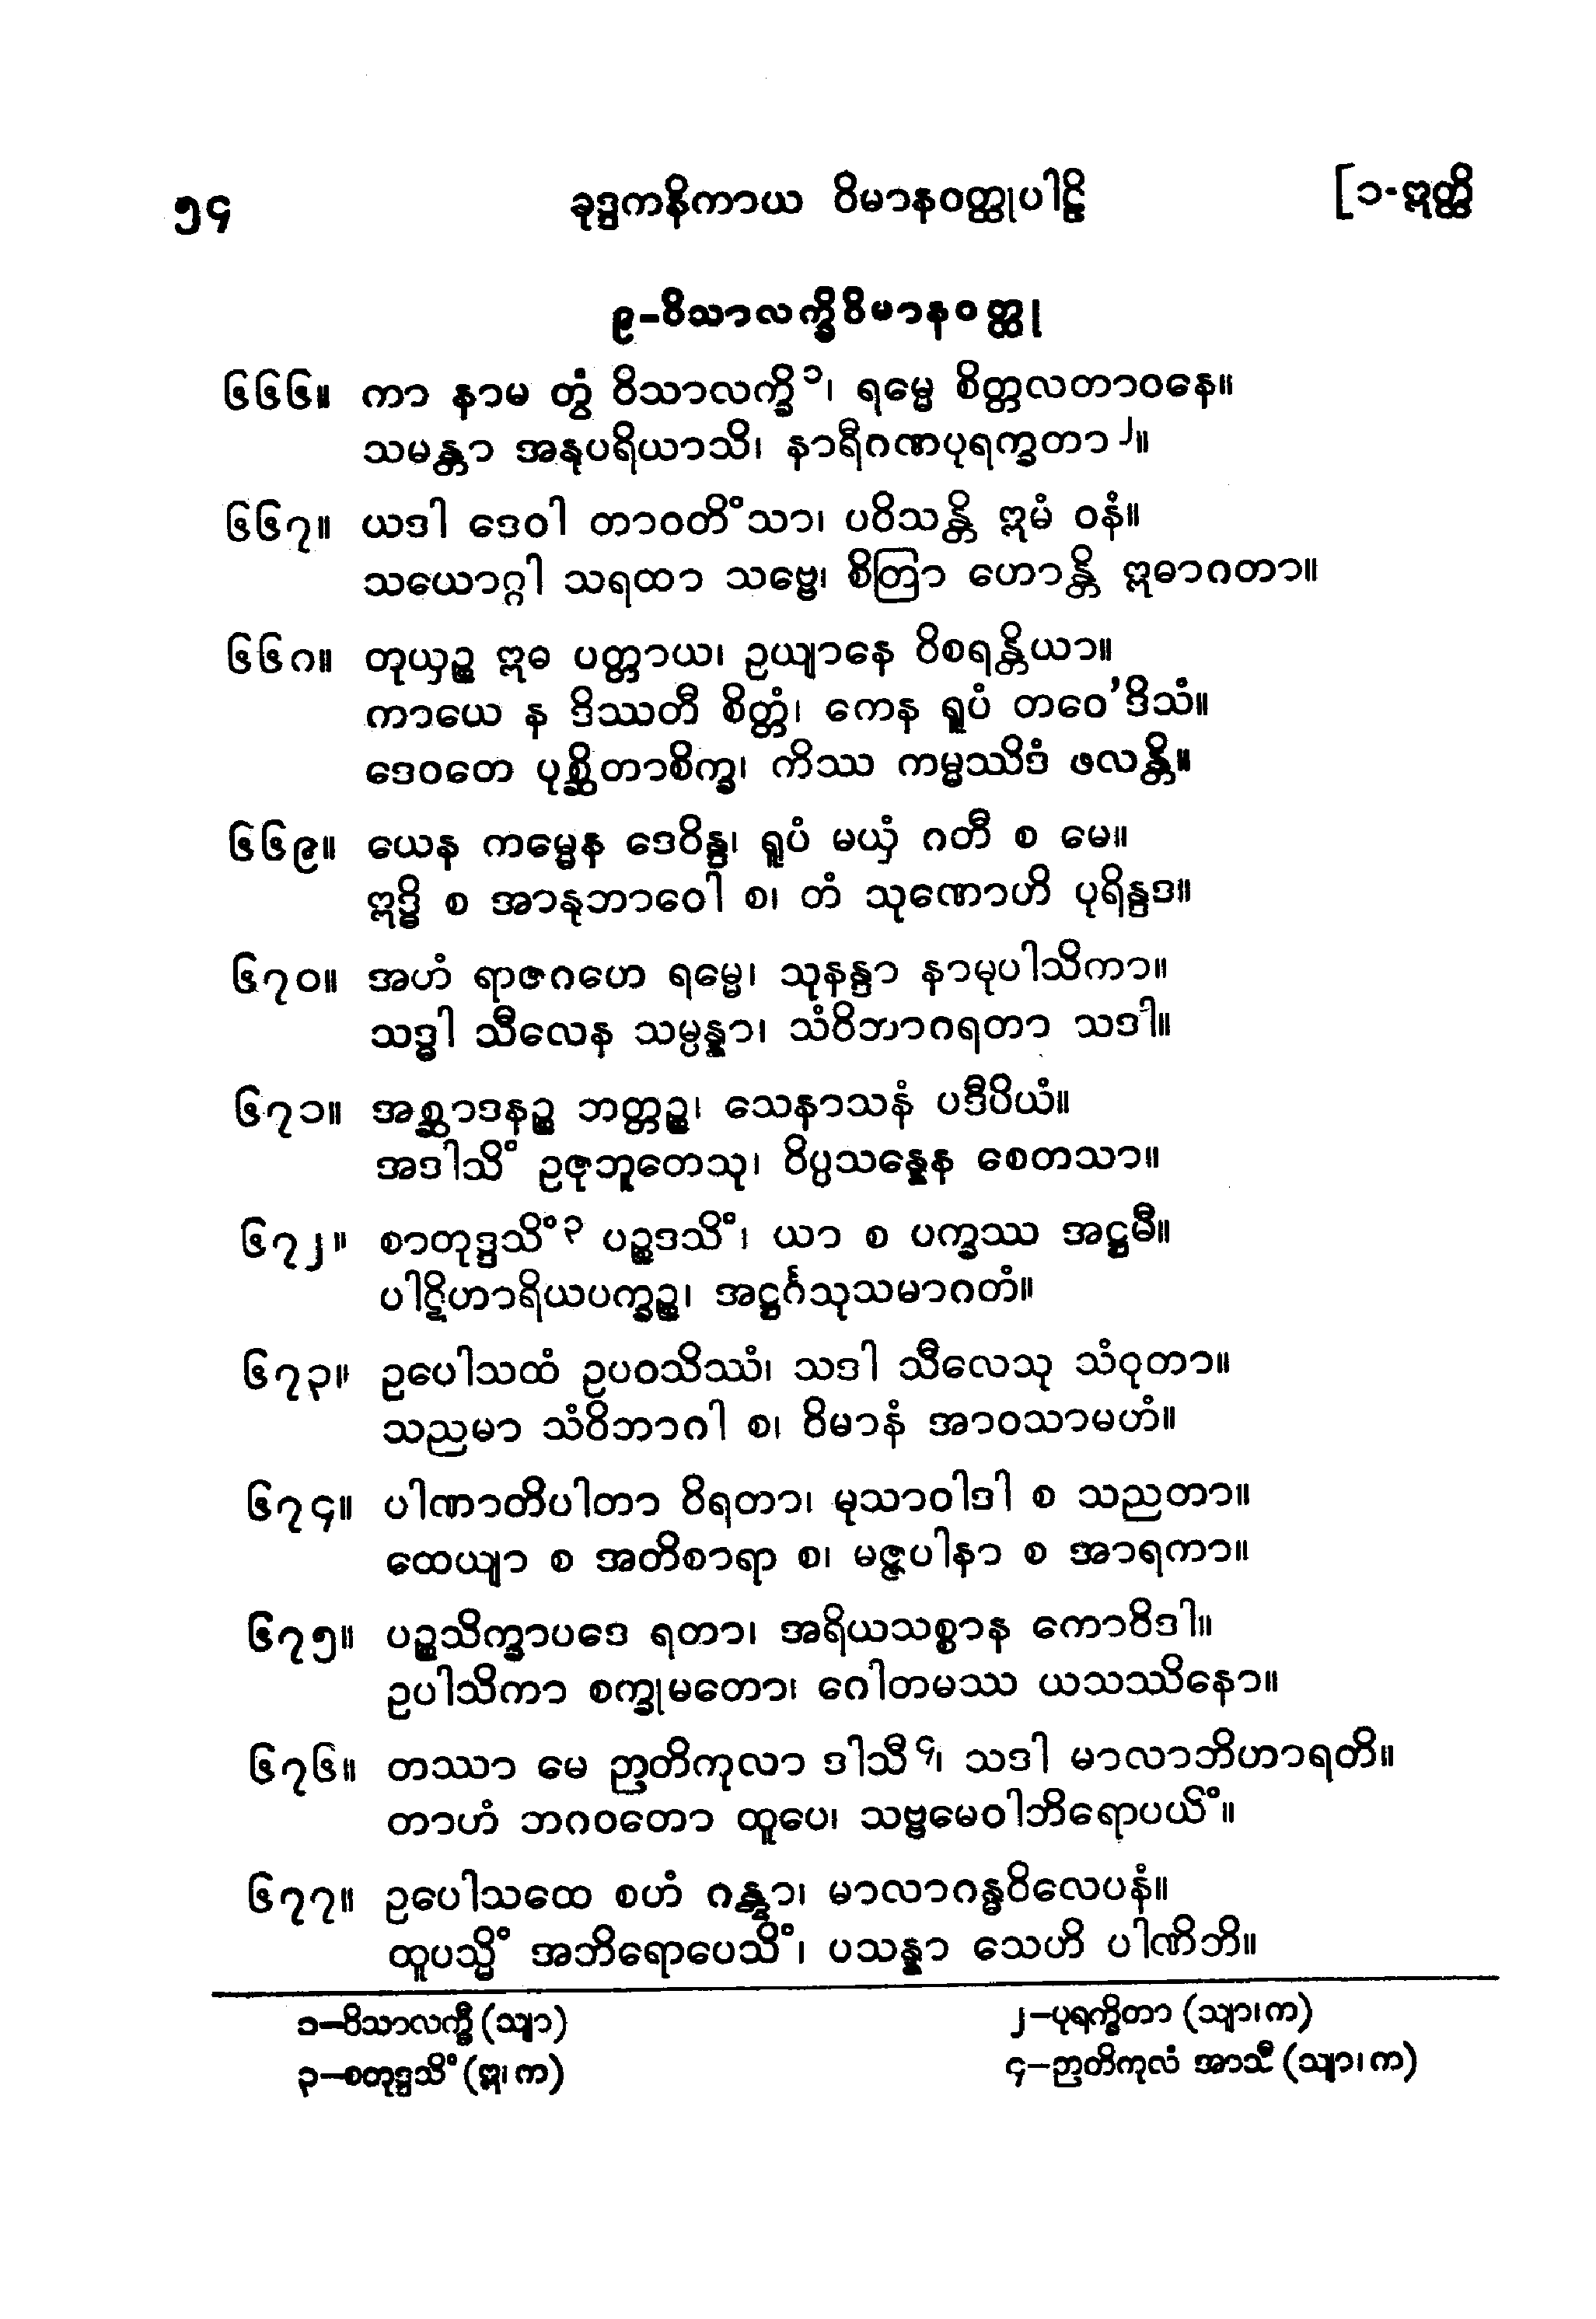 ၅၄ ခုဒ္ဒကနိကာယ ဝိမာနဝတ္ထုပါဠိ [၁-ဣတ္ထိ
၉-ဝိသာလက္ခိဝိမာနဝတ္ထု
၆၆၆။ ကာ နာမ တွံ ဝိသာလက္ခိ၁၊ ရမ္မေ စိတ္တလတာဝနေ။
သမန္တာ အနုပရိယာသိ၊ နာရီဂဏပုရက္ခတာ၂။
၆၆၇။ ယဒါ ဒေဝါ တာဝတိံသာ၊ ပဝိသန္တိ ဣမံ ဝနံ။
သယောဂ္ဂါ သရထာ သဗ္ဗေ၊ စိတြာ ဟောန္တိ ဣဓာဂတာ။
၆၆၈။ တုယှဉ္စ ဣဓ ပတ္တာယ၊ ဥယျာနေ ဝိစရန္တိယာ။
ကာယေ န ဒိဿတီ စိတ္တံ၊ ကေန ရူပံ တဝေ’ဒိသံ။
ဒေဝတေ ပုစ္ဆိတာစိက္ခ၊ ကိဿ ကမ္မဿိဒံ ဖလန္တိ။
၆၆၉။ ယေန ကမ္မေန ဒေဝိန္ဒ၊ ရူပံ မယှံ ဂတီ စ မေ။
ဣဒ္ဓိ စ အာနုဘာဝေါ စ၊ တံ သုဏောဟိ ပုရိန္ဒဒ။
၆၇၀။ အဟံ ရာဇဂဟေ ရမ္မေ၊ သုနန္ဒာ နာမုပါသိကာ။
သဒ္ဓါ သီလေန သမ္ပန္နာ၊ သံဝိဘာဂရတာ သဒါ။
၆၇၁။ အစ္ဆာဒနဉ္စ ဘတ္တဉ္စ၊ သေနာသနံ ပဒီပိယံ။
အဒါသိံ ဥဇုဘူတေသု၊ ဝိပ္ပသန္နေန စေတသာ။
၆၇၂။ စာတုဒ္ဒသိံ၃ ပဉ္စဒသိံ၊ ယာ စ ပက္ခဿ အဋ္ဌမီ။
ပါဋိဟာရိယပက္ခဉ္စ၊ အဋ္ဌင်္ဂသုသမာဂတံ။
၆၇၃။ ဥပေါသထံ ဥပဝသိဿံ၊ သဒါ သီလေသု သံဝုတာ။
သညမာ သံဝိဘာဂါ စ၊ ဝိမာနံ အာဝသာမဟံ။
၆၇၄။ ပါဏာတိပါတာ ဝိရတာ၊ မုသာဝါဒါ စ သညတာ။
ထေယျာ စ အတိစာရာ စ၊ မဇ္ဇပါနာ စ အာရကာ။
၆၇၅။ ပဉ္စသိက္ခာပဒေ ရတာ၊ အရိယသစ္စာန ကောဝိဒါ။
ဥပါသိကာ စက္ခုမတော၊ ဂေါတမဿ ယသဿိနော။
၆၇၆။ တဿာ မေ ဉာတိကုလာ ဒါသီ၄၊ သဒါ မာလာဘိဟာရတိ။
တာဟံ ဘဂဝတော ထူပေ၊ သဗ္ဗမေဝါဘိရောပယိံ။
၆၇၇။ ဥပေါသထေ စဟံ ဂန္တွာ၊ မာလာဂန္ဓဝိလေပနံ။
ထူပသ္မိံ အဘိရောပေသိံ၊ ပသန္နာ သေဟိ ပါဏိဘိ။
၁-ဝိသာလက္ခီ (သျာ) ၂-ပုရက္ခိတာ (သျာ၊ က)
၃-စတုဒ္ဒသိံ (ဣ၊ က) ၄-ဉာတိကုလံ အာသီ (သျာ၊ က)